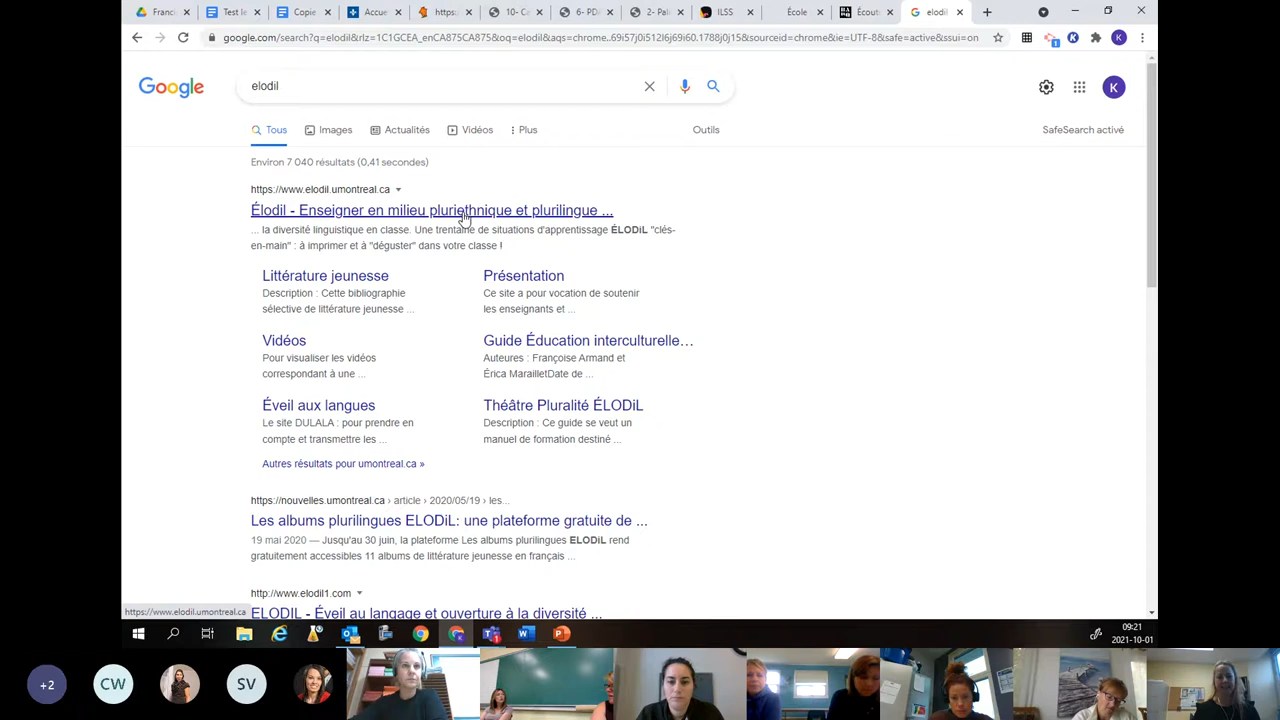 Franci
Test le
Copie
Accue
https:
10- C
6- PDA
2- Pal
ILSS
École
Écout
elodil
google.com/search?q=elodil&rlz=1C1GCEA_enCA875CA875&oq=elodil&aqs=chrome..69i57j0i512l6j69i60.1788j0j15&sourceid=chrome&ie=UTF-8&safe=active&ssui=on
K
Google
elodil
K
Tous
Images
Actualités
Vidéos
Plus
Outils
SafeSearch activé
Environ 7 040 résultats (0,41 secondes)
https://www.elodil.umontreal.ca
Élodil - Enseigner en milieu pluriethnique et plurilingue ...
... la diversité linguistique en classe. Une trentaine de situations d'apprentissage ÉLODiL "clés-
en-main" : à imprimer et à "déguster" dans votre classe !
Littérature jeunesse
Description : Cette bibliographie
sélective de littérature jeunesse ...
Présentation
Ce site a pour vocation de soutenir
les enseignants et ...
Vidéos
Pour visualiser les vidéos
correspondant à une ...
Guide Éducation interculturelle...
Auteures : Françoise Armand et
Érica MarailletDate de ...
Éveil aux langues
Le site DULALA : pour prendre en
compte et transmettre les ...
Théâtre Pluralité ÉLODiL
Description : Ce guide se veut un
manuel de formation destiné ...
Autres résultats pour umontreal.ca »
https://nouvelles.umontreal.ca › article › 2020/05/19 › les...
Les albums plurilingues ELODiL: une plateforme gratuite de ...
19 mai 2020 — Jusqu'au 30 juin, la plateforme Les albums plurilingues ELODiL rend
gratuitement accessibles 11 albums de littérature jeunesse en français ...
http://www.elodil1.com
ELODIL - Éveil au langage et ouverture à la diversité ...
https://www.elodil.umontreal.ca
09:21
2021-10-01
+2
CW
SV